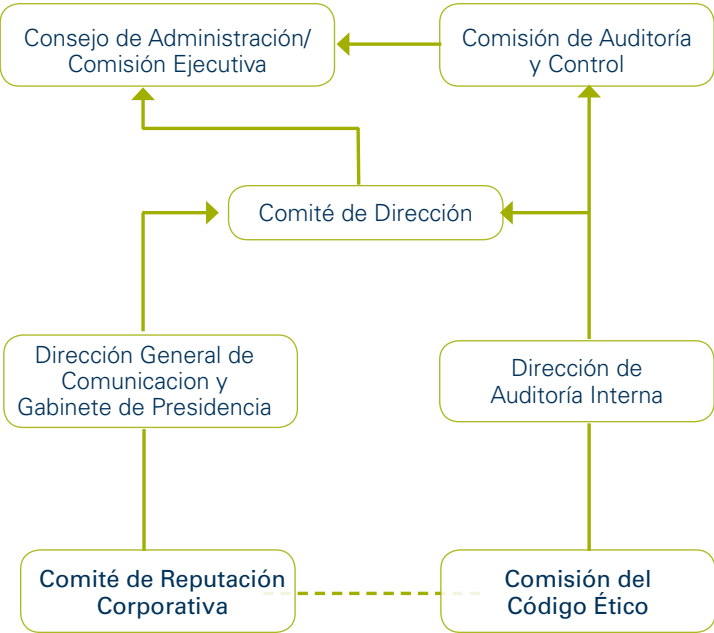 Consejo de Administración/
Comisión Ejecutiva
Comisión de Auditoría
y Control
Comité de Dirección
Dirección General de
Comunicacion y
Gabinete de Presidencia
Dirección de
Auditoría Interna
Comité de Reputación
Corporativa
Comisión del
Código Ético